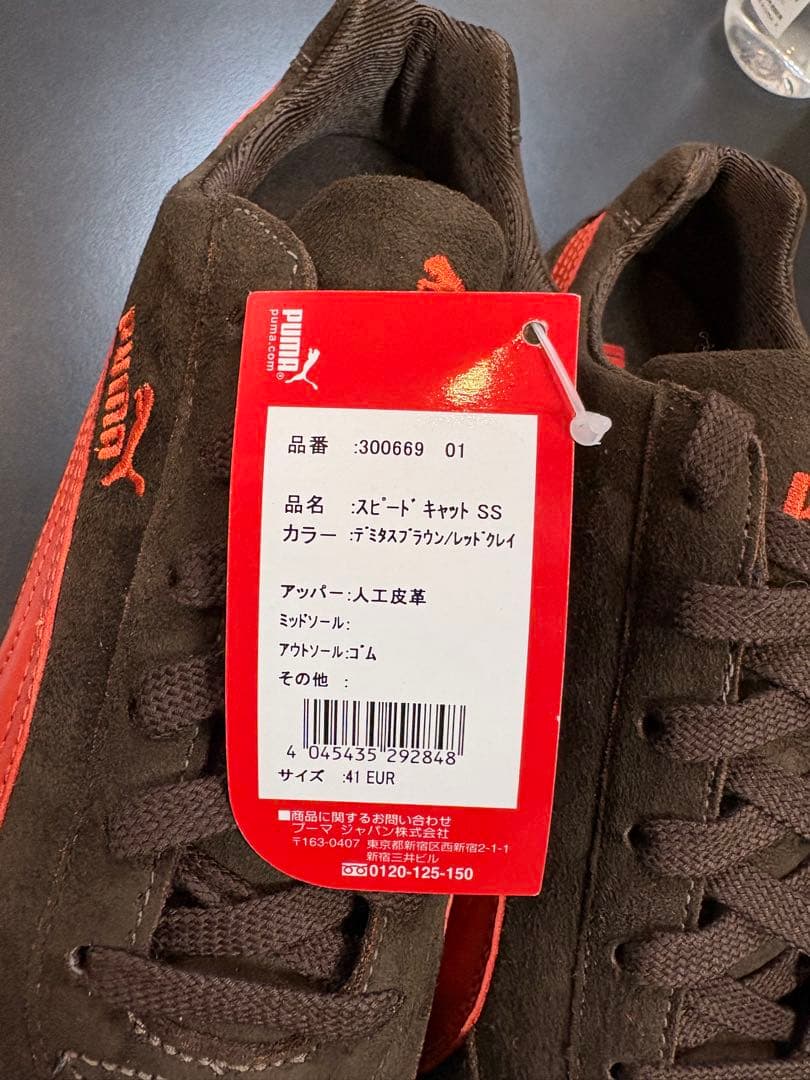 PUMA
puma.com
PUMA
品番 :300669 01
品名 :ｽﾋﾟｰﾄﾞ ｷｬｯﾄ SS
カラー :ﾃﾞﾐﾀｽﾌﾞﾗｳﾝ/ﾚｯﾄﾞｸﾚｲ
アッパー:人工皮革
ﾐｯﾄﾞｿｰﾙ:
ｱｳﾄｿｰﾙ:ｺﾞﾑ
その他 :
4 045435 292848
サイズ :41 EUR
■商品に関するお問い合わせ
プーマ ジャパン株式会社
〒163-0407 東京都新宿区西新宿2-1-1
新宿三井ビル
0120-125-150